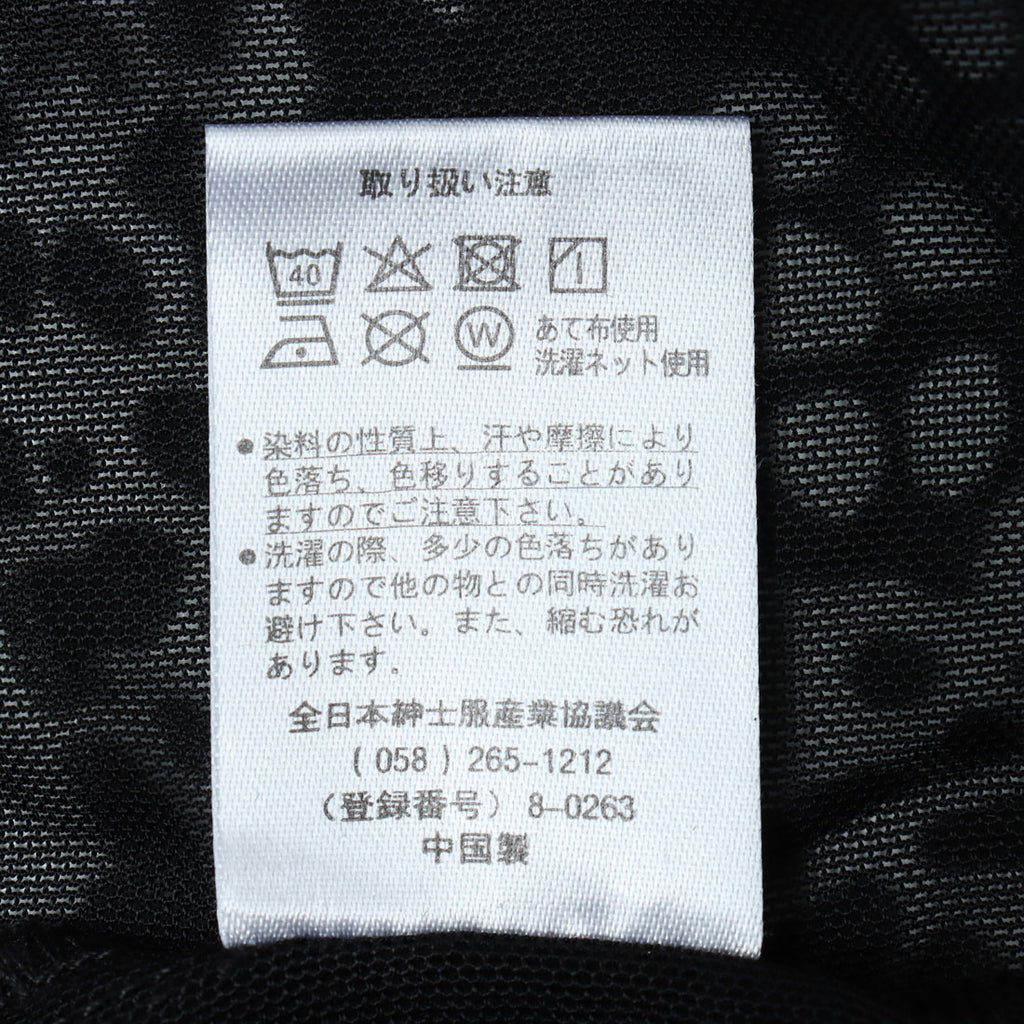 取り扱い注意
40
W
あて布使用
洗濯ネット使用
●染料の性質上、汗や摩擦により
色落ち、色移りすることがあり
ますのでご注意下さい。
●洗濯の際、多少の色落ちがあり
ますので他の物との同時洗濯お
避け下さい。また、縮む恐れが
あります。
全日本紳士服産業協議会
(058)265-1212
（登録番号）8-0263
中国製